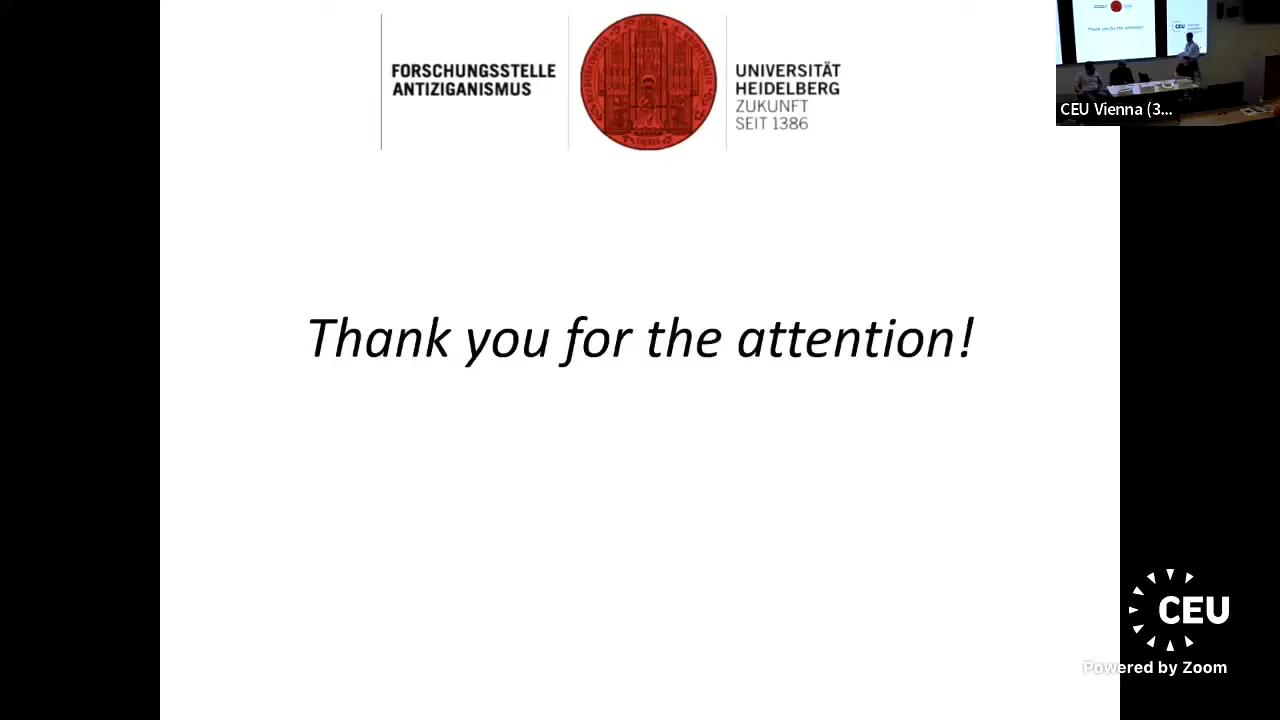 FORSCHUNGSSTELLE
ANTIZIGANISMUS
UNIVERSITÄT
HEIDELBERG
ZUKUNFT
SEIT 1386
CEU Vienna (3...
Thank you for the attention!
CEU
Powered by Zoom